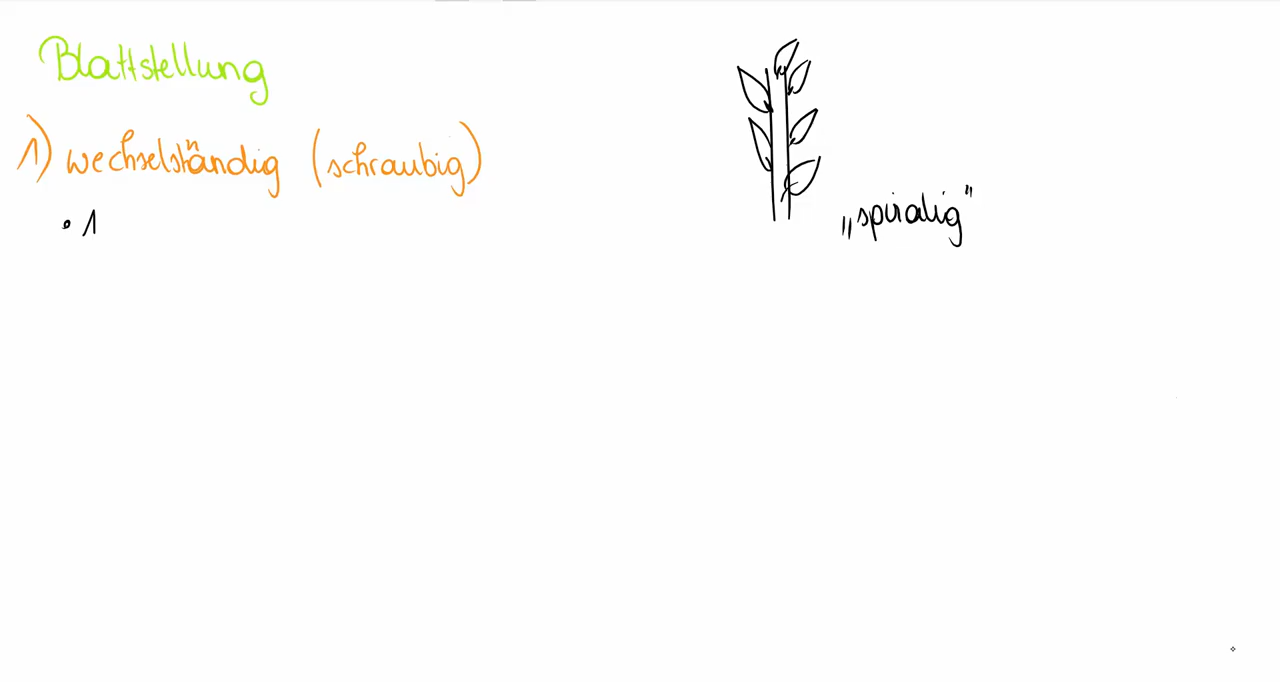 Blattstellung
1) wechselständig (schraubig)
• 1
„spiralig"